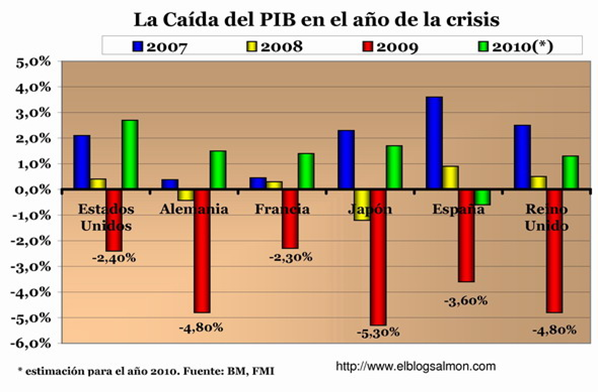 La Caída del PIB en el año de la crisis
2007 2008 2009 2010(*)
5,0%
4,0%
3,0%
2,0%
1,0%
0,0%
-1,0%
-2,0%
-3,0%
-4,0%
-5,0%
-6,0%
Estados
Unidos
Alemania
Francia
Japón
España
Reino
Unido
-2,40%
-4,80%
-2,30%
-5,30%
-3,60%
-4,80%
* estimación para el año 2010. Fuente: BM, FMI
http://www.elblogsalmon.com